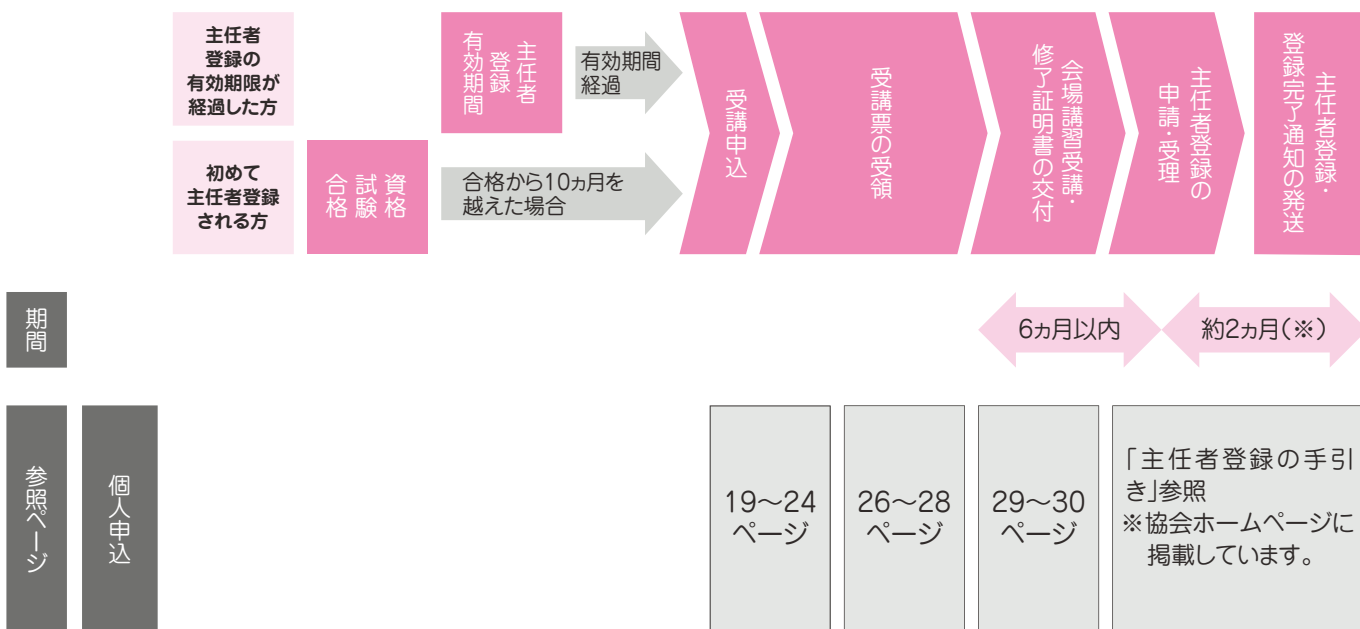 主任者
登録の
有効期限が
経過した方
主任者
登録
有効期間
有効期間
経過
初めて
主任者登録
される方
資格
試験
合格
合格から10ヵ月を
越えた場合
受講申込
受講票の受領
会場講習受講・
修了証明書の交付
主任者登録の
申請・受理
主任者登録・
登録完了通知の発送
期間
6ヵ月以内
約2ヵ月(※)
参照ページ
個人申込
19～24
ページ
26～28
ページ
29～30
ページ
「主任者登録の手引
き」参照
※協会ホームページに
掲載しています。